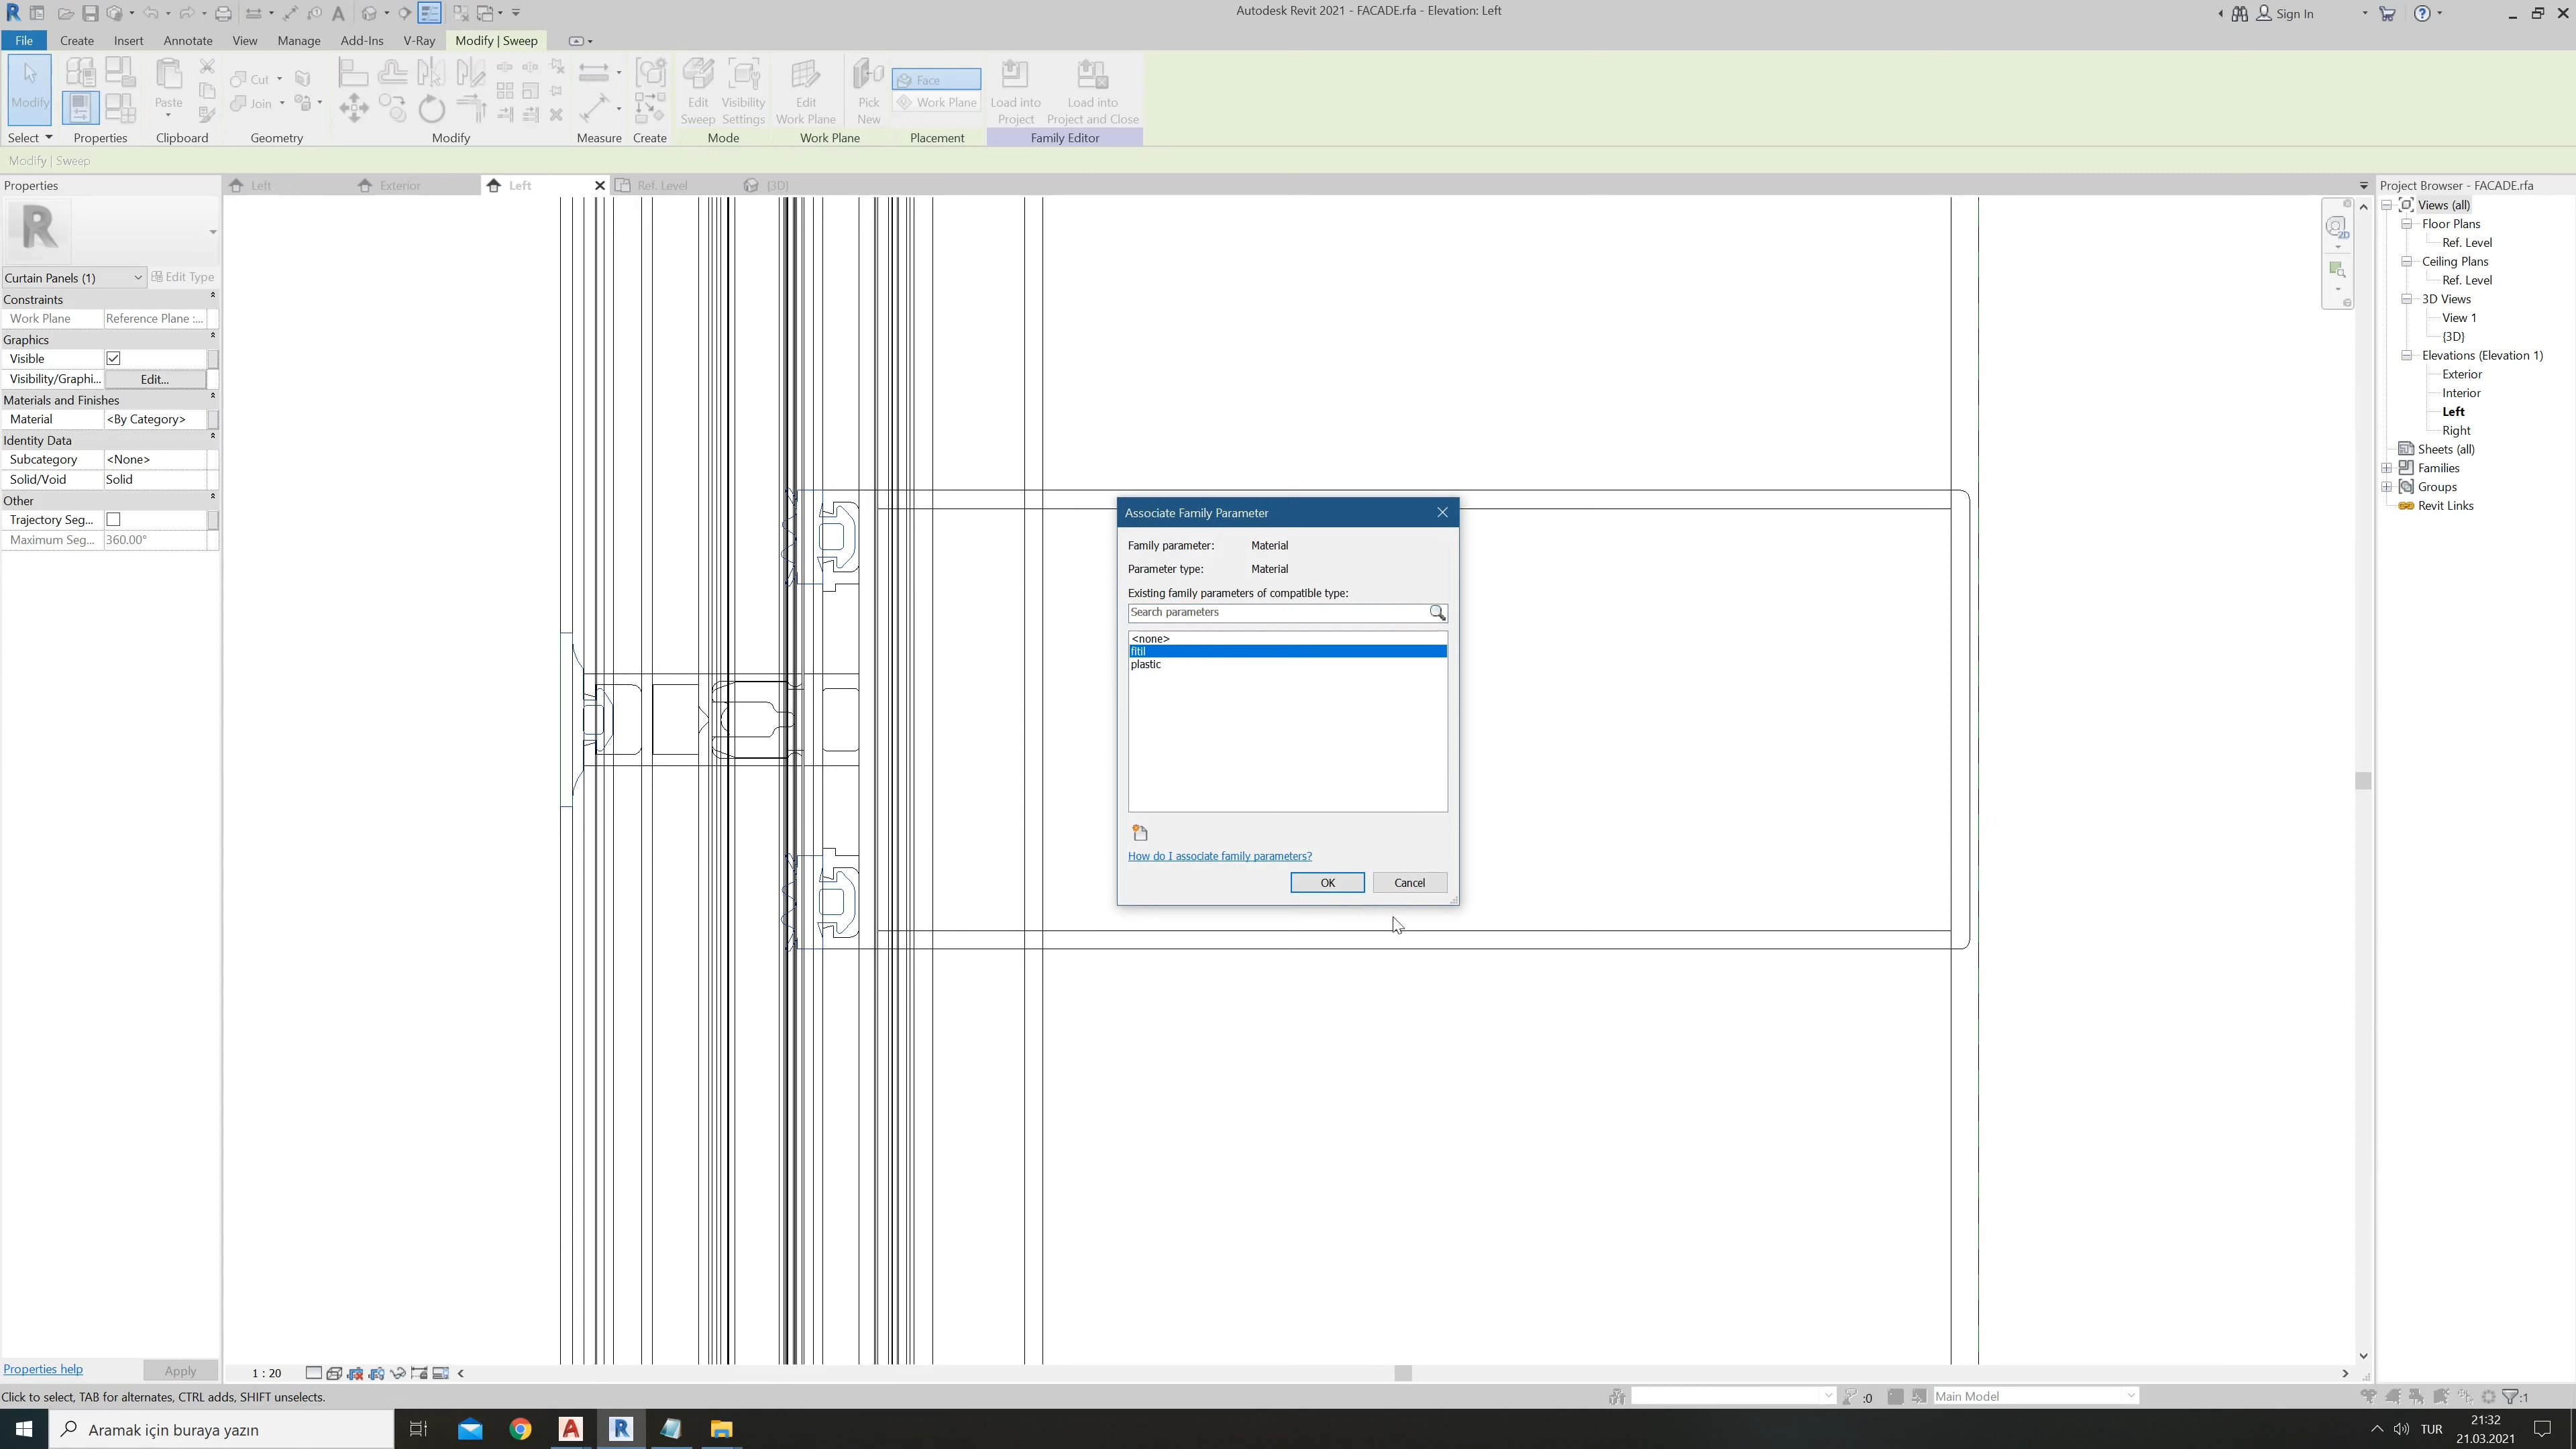 Autodesk Revit 2021 - FACADE.rfa - Elevation: Left
Sign In
File Create Insert Annotate View Manage Add-Ins V-Ray Modify | Sweep
Modify
Paste
Cut
Join
Edit Sweep
Visibility Settings
Edit Work Plane
Pick New
Face
Work Plane
Load into Project
Load into Project and Close
Select Properties Clipboard Geometry Modify Measure Create Mode Work Plane Placement Family Editor
Modify | Sweep
Properties
Left Exterior Left Ref. Level {3D}
Project Browser - FACADE.rfa
Curtain Panels (1) Edit Type
Constraints
Work Plane Reference Plane :...
Graphics
Visible
Visibility/Graphi... Edit...
Materials and Finishes
Material <By Category>
Identity Data
Subcategory <None>
Solid/Void Solid
Other
Trajectory Seg...
Maximum Seg... 360.00°
Properties help Apply
Associate Family Parameter
Family parameter: Material
Parameter type: Material
Existing family parameters of compatible type:
Search parameters
<none>
fitil
plastic
How do I associate family parameters?
OK Cancel
Views (all)
Floor Plans
Ref. Level
Ceiling Plans
Ref. Level
3D Views
View 1
{3D}
Elevations (Elevation 1)
Exterior
Interior
Left
Right
Sheets (all)
Families
Groups
Revit Links
1 : 20
Click to select, TAB for alternates, CTRL adds, SHIFT unselects.
:0
Main Model
:1
Aramak için buraya yazın
TUR
21:32
21.03.2021